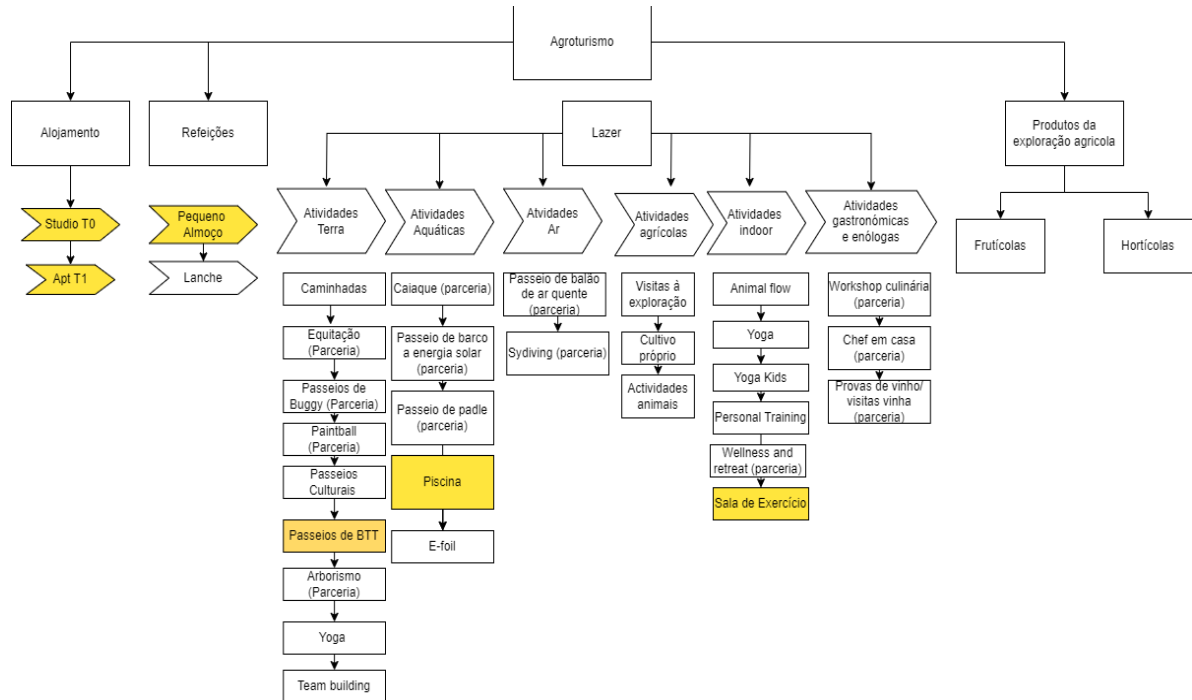 Agroturismo
Alojamento
Refeições
Lazer
Produtos da
exploração agricola
Studio T0
Apt T1
Pequeno
Almoço
Lanche
Atividades
Terra
Atividades
Aquáticas
Atividades
Ar
Atividades
agrícolas
Atividades
indoor
Atividades
gastronómicas
e enólogas
Frutícolas
Hortícolas
Caminhadas
Equitação
(Parceria)
Passeios de
Buggy (Parceria)
Paintball
(Parceria)
Passeios
Culturais
Passeios de BTT
Arborismo
(Parceria)
Yoga
Team building
Caiaque (parceria)
Passeio de barco
a energia solar
(parceria)
Passeio de padle
(parceria)
Piscina
E-foil
Passeio de balão
de ar quente
(parceria)
Sydiving (parceria)
Visitas à
exploração
Cultivo
próprio
Actividades
animais
Animal flow
Yoga
Yoga Kids
Personal Training
Wellness and
retreat (parceria)
Sala de Exercício
Workshop culinária
(parceria)
Chef em casa
(parceria)
Provas de vinho/
visitas vinha
(parceria)